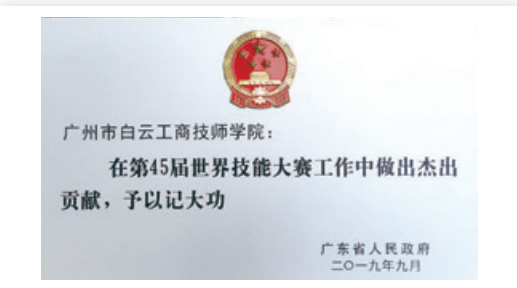 广州市白云工商技师学院：
在第45届世界技能大赛工作中做出杰出
贡献，予以记大功
广东省人民政府
二〇一九年九月